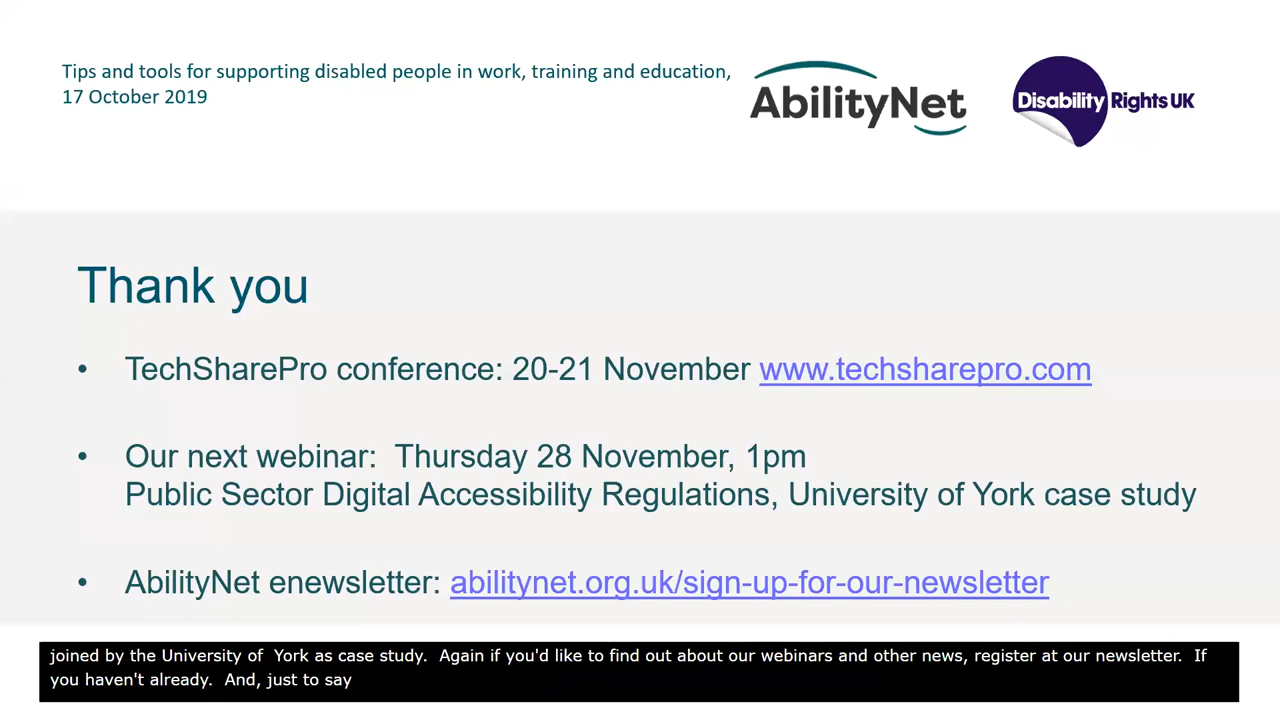 Tips and tools for supporting disabled people in work, training and education,
17 October 2019
AbilityNet
Disability Rights UK
Thank you
• TechSharePro conference: 20-21 November www.techsharepro.com
• Our next webinar:  Thursday 28 November, 1pm
Public Sector Digital Accessibility Regulations, University of York case study
• AbilityNet enewsletter: abilitynet.org.uk/sign-up-for-our-newsletter
joined by the University of  York as case study.  Again if you'd like to find out about our webinars and other news, register at our newsletter.  If
you haven't already.  And, just to say